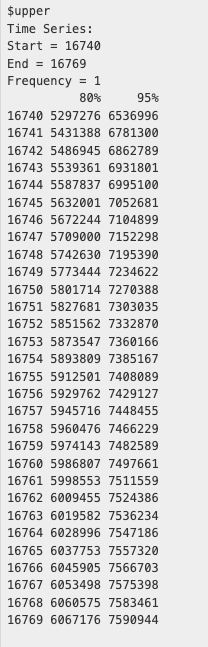 $upper
Time Series:
Start = 16740
End = 16769
Frequency = 1
80% 95%
16740 5297276 6536996
16741 5431388 6781300
16742 5486945 6862789
16743 5539361 6931801
16744 5587837 6995100
16745 5632001 7052681
16746 5672244 7104899
16747 5709000 7152298
16748 5742630 7195390
16749 5773444 7234622
16750 5801714 7270388
16751 5827681 7303035
16752 5851562 7332870
16753 5873547 7360166
16754 5893809 7385167
16755 5912501 7408089
16756 5929762 7429127
16757 5945716 7448455
16758 5960476 7466229
16759 5974143 7482589
16760 5986807 7497661
16761 5998553 7511559
16762 6009455 7524386
16763 6019582 7536234
16764 6028996 7547186
16765 6037753 7557320
16766 6045905 7566703
16767 6053498 7575398
16768 6060575 7583461
16769 6067176 7590944